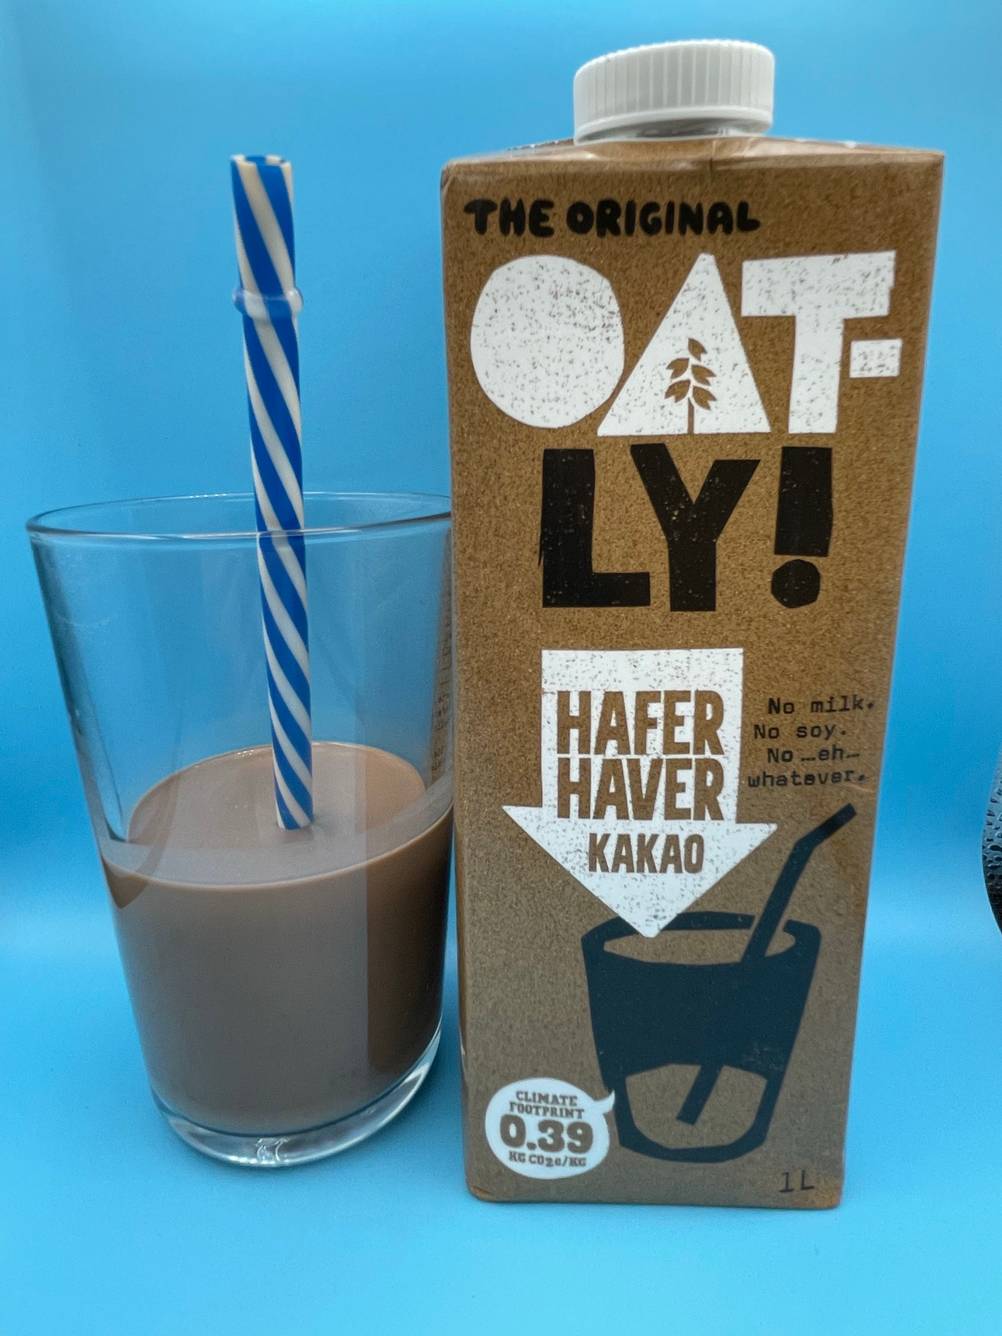 THE ORIGINAL
OAT-
LY!
HAFER
HAVER
KAKAO
No milk.
No soy.
No …eh…
whatever.
CLIMATE
FOOTPRINT
0.39
KG CO2e/KG
1L